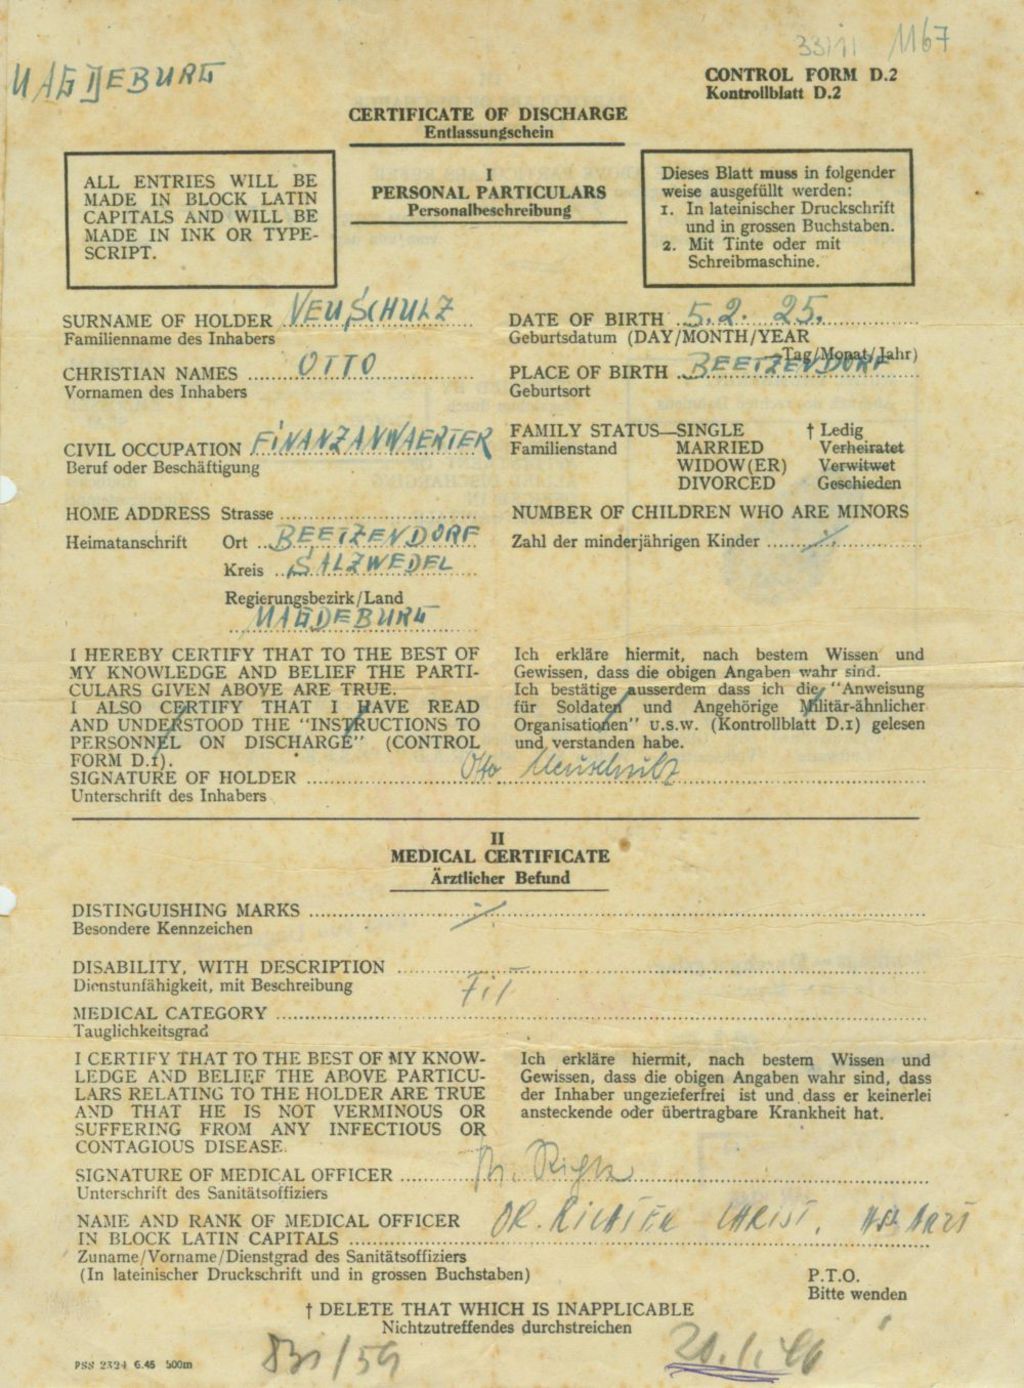 33/11 1167
MAGDEBURG
CONTROL FORM D.2
Kontrollblatt D.2
CERTIFICATE OF DISCHARGE
Entlassungschein
ALL ENTRIES WILL BE
MADE IN BLOCK LATIN
CAPITALS AND WILL BE
MADE IN INK OR TYPE-
SCRIPT.
I
PERSONAL PARTICULARS
Personalbeschreibung
Dieses Blatt muss in folgender
weise ausgefüllt werden:
1. In lateinischer Druckschrift
und in grossen Buchstaben.
2. Mit Tinte oder mit
Schreibmaschine.
SURNAME OF HOLDER NEUSCHULZ
Familienname des Inhabers
DATE OF BIRTH 5.2. 25.
Geburtsdatum (DAY/MONTH/YEAR
Tag/Monat/Jahr)
CHRISTIAN NAMES OTTO
Vornamen des Inhabers
PLACE OF BIRTH BEETZENDORF
Geburtsort
CIVIL OCCUPATION FINANZANWAERTER
Beruf oder Beschäftigung
FAMILY STATUS—SINGLE † Ledig
Familienstand MARRIED Verheiratet
WIDOW(ER) Verwitwet
DIVORCED Geschieden
HOME ADDRESS Strasse
Heimatanschrift Ort BEETZENDORF
Kreis SALZWEDEL
Regierungsbezirk/Land
MAGDEBURG
NUMBER OF CHILDREN WHO ARE MINORS
Zahl der minderjährigen Kinder
I HEREBY CERTIFY THAT TO THE BEST OF
MY KNOWLEDGE AND BELIEF THE PARTI-
CULARS GIVEN ABOVE ARE TRUE.
I ALSO CERTIFY THAT I HAVE READ
AND UNDERSTOOD THE "INSTRUCTIONS TO
PERSONNEL ON DISCHARGE" (CONTROL
FORM D.1).
Ich erkläre hiermit, nach bestem Wissen und
Gewissen, dass die obigen Angaben wahr sind.
Ich bestätige ausserdem dass ich die "Anweisung
für Soldaten und Angehörige Militär-ähnlicher
Organisationen" u.s.w. (Kontrollblatt D.1) gelesen
und verstanden habe.
SIGNATURE OF HOLDER Otto Neuschulz
Unterschrift des Inhabers
II
MEDICAL CERTIFICATE
Ärztlicher Befund
DISTINGUISHING MARKS
Besondere Kennzeichen
DISABILITY, WITH DESCRIPTION
Dienstunfähigkeit, mit Beschreibung
Fit
MEDICAL CATEGORY
Tauglichkeitsgrad
I CERTIFY THAT TO THE BEST OF MY KNOW-
LEDGE AND BELIEF THE ABOVE PARTICU-
LARS RELATING TO THE HOLDER ARE TRUE
AND THAT HE IS NOT VERMINOUS OR
SUFFERING FROM ANY INFECTIOUS OR
CONTAGIOUS DISEASE.
Ich erkläre hiermit, nach bestem Wissen und
Gewissen, dass die obigen Angaben wahr sind, dass
der Inhaber ungezieferfrei ist und dass er keinerlei
ansteckende oder übertragbare Krankheit hat.
SIGNATURE OF MEDICAL OFFICER
Unterschrift des Sanitätsoffiziers
NAME AND RANK OF MEDICAL OFFICER DR. RICHTER CHRIST.
IN BLOCK LATIN CAPITALS
Zuname/Vorname/Dienstgrad des Sanitätsoffiziers
(In lateinischer Druckschrift und in grossen Buchstaben)
P.T.O.
Bitte wenden
† DELETE THAT WHICH IS INAPPLICABLE
Nichtzutreffendes durchstreichen
20.1.46
PSS 2324 6.45 500m